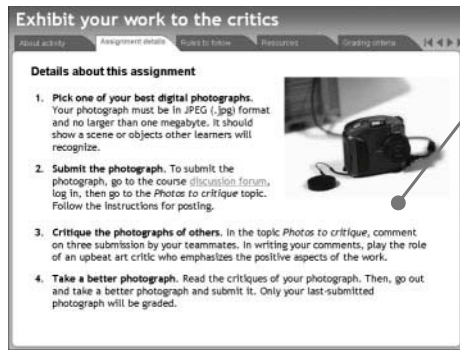 Exhibit your work to the critics
About activity Assignment details Rules to follow Resources Grading criteria
Details about this assignment
1. Pick one of your best digital photographs.
Your photograph must be in JPEG (.jpg) format
and no larger than one megabyte. It should
show a scene or objects other learners will
recognize.
2. Submit the photograph. To submit the
photograph, go to the course discussion forum,
log in, then go to the Photos to critique topic.
Follow the instructions for posting.
3. Critique the photographs of others. In the topic Photos to critique, comment
on three submission by your teammates. In writing your comments, play the role
of an upbeat art critic who emphasizes the positive aspects of the work.
4. Take a better photograph. Read the critiques of your photograph. Then, go out
and take a better photograph and submit it. Only your last-submitted
photograph will be graded.